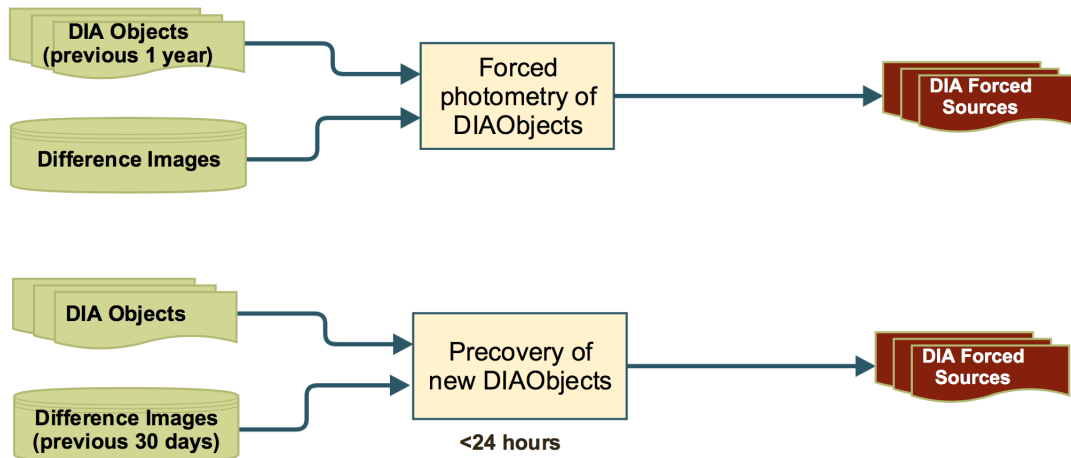 DIA Objects
(previous 1 year)
Difference Images
Forced
photometry of
DIAObjects
DIA Forced
Sources
DIA Objects
Difference Images
(previous 30 days)
Precovery of
new DIAObjects
<24 hours
DIA Forced
Sources